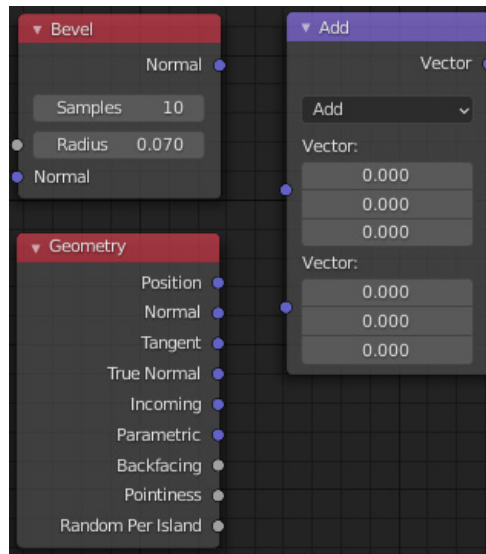 Bevel
Normal
Samples 10
Radius 0.070
Normal
Geometry
Position
Normal
Tangent
True Normal
Incoming
Parametric
Backfacing
Pointiness
Random Per Island
Add
Vector
Add
Vector:
0.000
0.000
0.000
Vector:
0.000
0.000
0.000